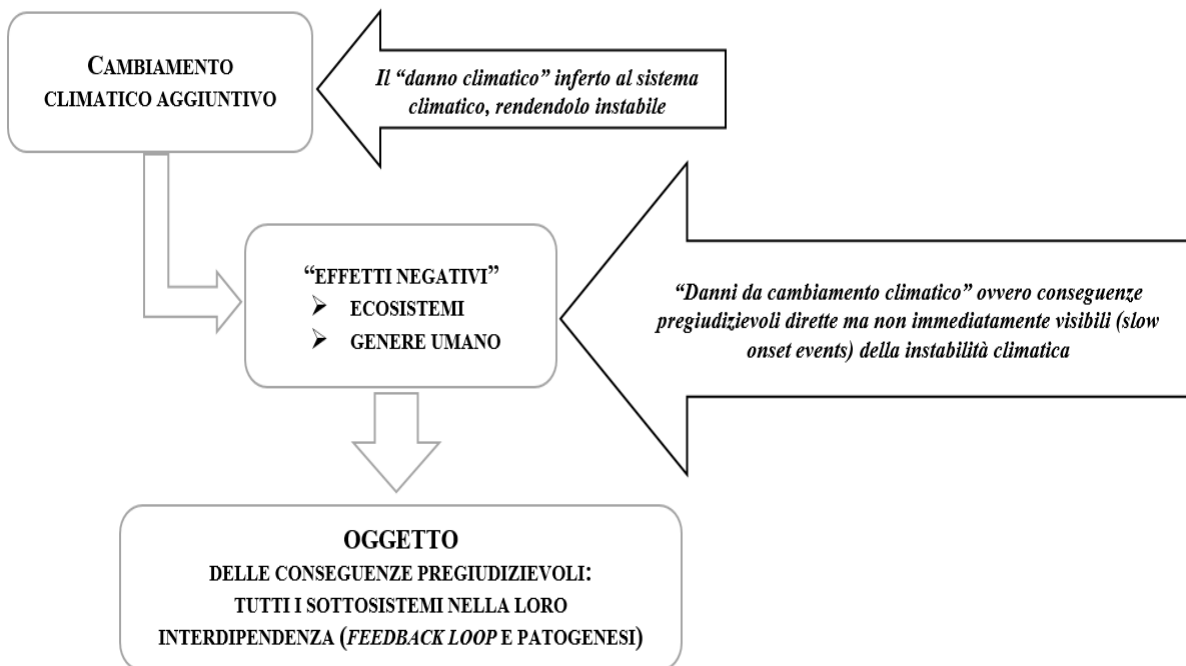 CAMBIAMENTO
CLIMATICO AGGIUNTIVO
Il “danno climatico” inferto al sistema
climatico, rendendolo instabile
“EFFETTI NEGATIVI”
➢ ECOSISTEMI
➢ GENERE UMANO
“Danni da cambiamento climatico” ovvero conseguenze
pregiudizievoli dirette ma non immediatamente visibili (slow
onset events) della instabilità climatica
OGGETTO
DELLE CONSEGUENZE PREGIUDIZIEVOLI:
TUTTI I SOTTOSISTEMI NELLA LORO
INTERDIPENDENZA (FEEDBACK LOOP E PATOGENESI)